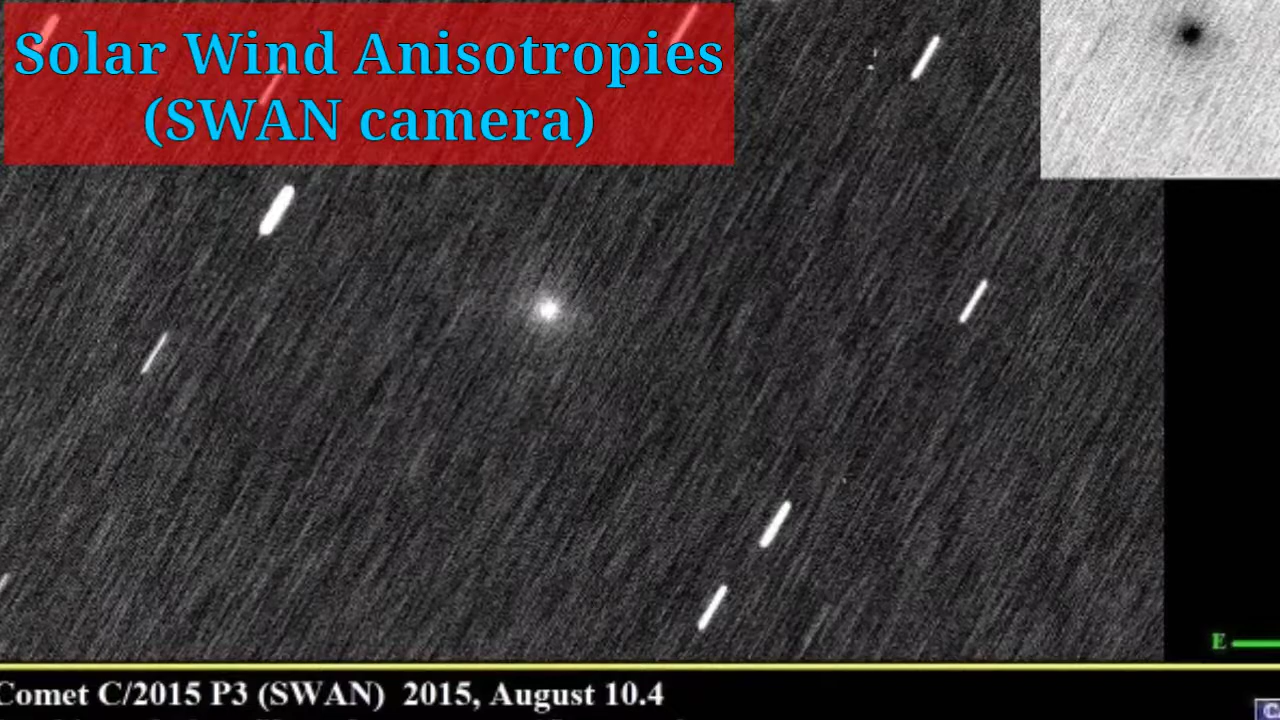 Solar Wind Anisotropies
(SWAN camera)
E
Comet C/2015 P3 (SWAN) 2015, August 10.4